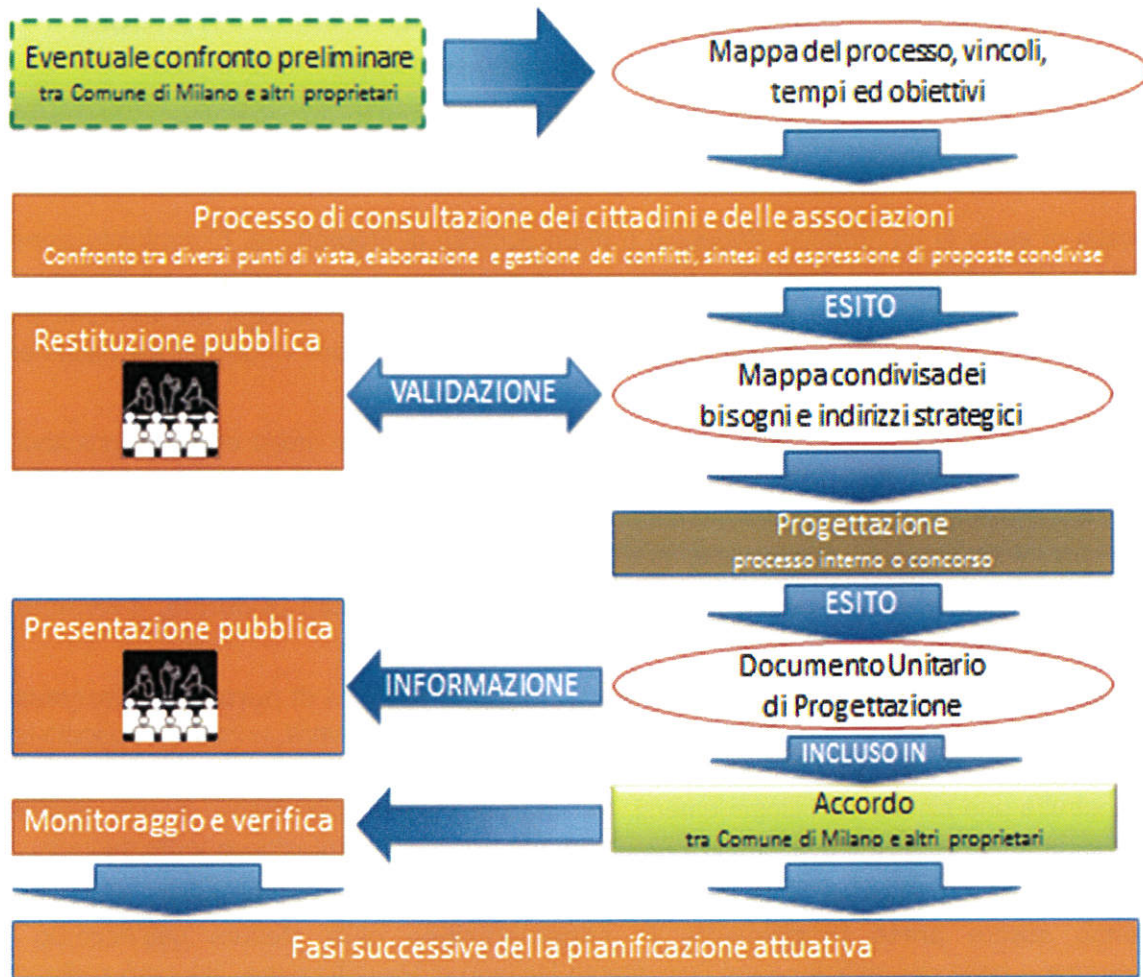 Eventuale confronto preliminare
tra Comune di Milano e altri proprietari
Mappa del processo, vincoli,
tempi ed obiettivi
Processo di consultazione dei cittadini e delle associazioni
Confronto tra diversi punti di vista, elaborazione e gestione dei conflitti, sintesi ed espressione di proposte condivise
ESITO
Restituzione pubblica
VALIDAZIONE
Mappa condivisa dei
bisogni e indirizzi strategici
Progettazione
processo interno o concorso
ESITO
Presentazione pubblica
INFORMAZIONE
Documento Unitario
di Progettazione
INCLUSO IN
Monitoraggio e verifica
Accordo
tra Comune di Milano e altri proprietari
Fasi successive della pianificazione attuativa